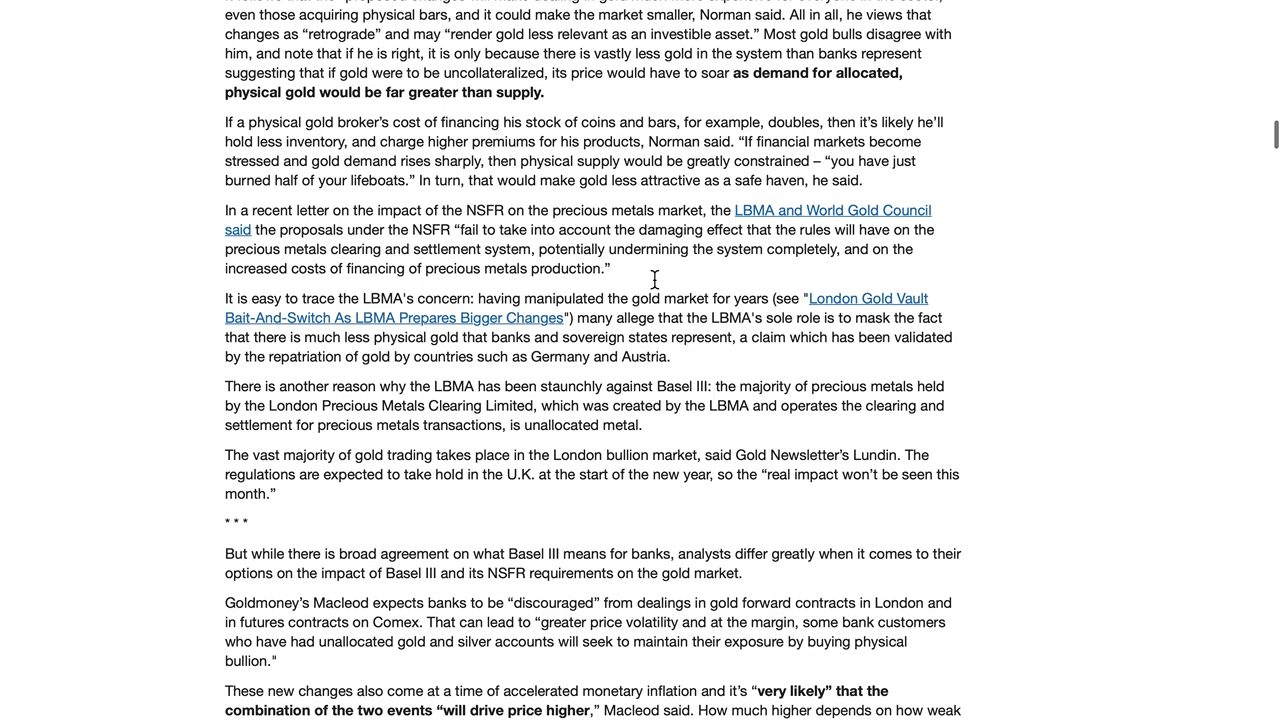 even those acquiring physical bars, and it could make the market smaller, Norman said. All in all, he views that
changes as “retrograde” and may “render gold less relevant as an investible asset.” Most gold bulls disagree with
him, and note that if he is right, it is only because there is vastly less gold in the system than banks represent
suggesting that if gold were to be uncollateralized, its price would have to soar as demand for allocated,
physical gold would be far greater than supply.
If a physical gold broker’s cost of financing his stock of coins and bars, for example, doubles, then it’s likely he’ll
hold less inventory, and charge higher premiums for his products, Norman said. “If financial markets become
stressed and gold demand rises sharply, then physical supply would be greatly constrained – “you have just
burned half of your lifeboats.” In turn, that would make gold less attractive as a safe haven, he said.
In a recent letter on the impact of the NSFR on the precious metals market, the LBMA and World Gold Council
said the proposals under the NSFR “fail to take into account the damaging effect that the rules will have on the
precious metals clearing and settlement system, potentially undermining the system completely, and on the
increased costs of financing of precious metals production.”
It is easy to trace the LBMA's concern: having manipulated the gold market for years (see "London Gold Vault
Bait-And-Switch As LBMA Prepares Bigger Changes") many allege that the LBMA's sole role is to mask the fact
that there is much less physical gold that banks and sovereign states represent, a claim which has been validated
by the repatriation of gold by countries such as Germany and Austria.
There is another reason why the LBMA has been staunchly against Basel III: the majority of precious metals held
by the London Precious Metals Clearing Limited, which was created by the LBMA and operates the clearing and
settlement for precious metals transactions, is unallocated metal.
The vast majority of gold trading takes place in the London bullion market, said Gold Newsletter’s Lundin. The
regulations are expected to take hold in the U.K. at the start of the new year, so the “real impact won’t be seen this
month.”
* * *
But while there is broad agreement on what Basel III means for banks, analysts differ greatly when it comes to their
options on the impact of Basel III and its NSFR requirements on the gold market.
Goldmoney’s Macleod expects banks to be “discouraged” from dealings in gold forward contracts in London and
in futures contracts on Comex. That can lead to “greater price volatility and at the margin, some bank customers
who have had unallocated gold and silver accounts will seek to maintain their exposure by buying physical
bullion."
These new changes also come at a time of accelerated monetary inflation and it’s “very likely” that the
combination of the two events “will drive price higher,” Macleod said. How much higher depends on how weak